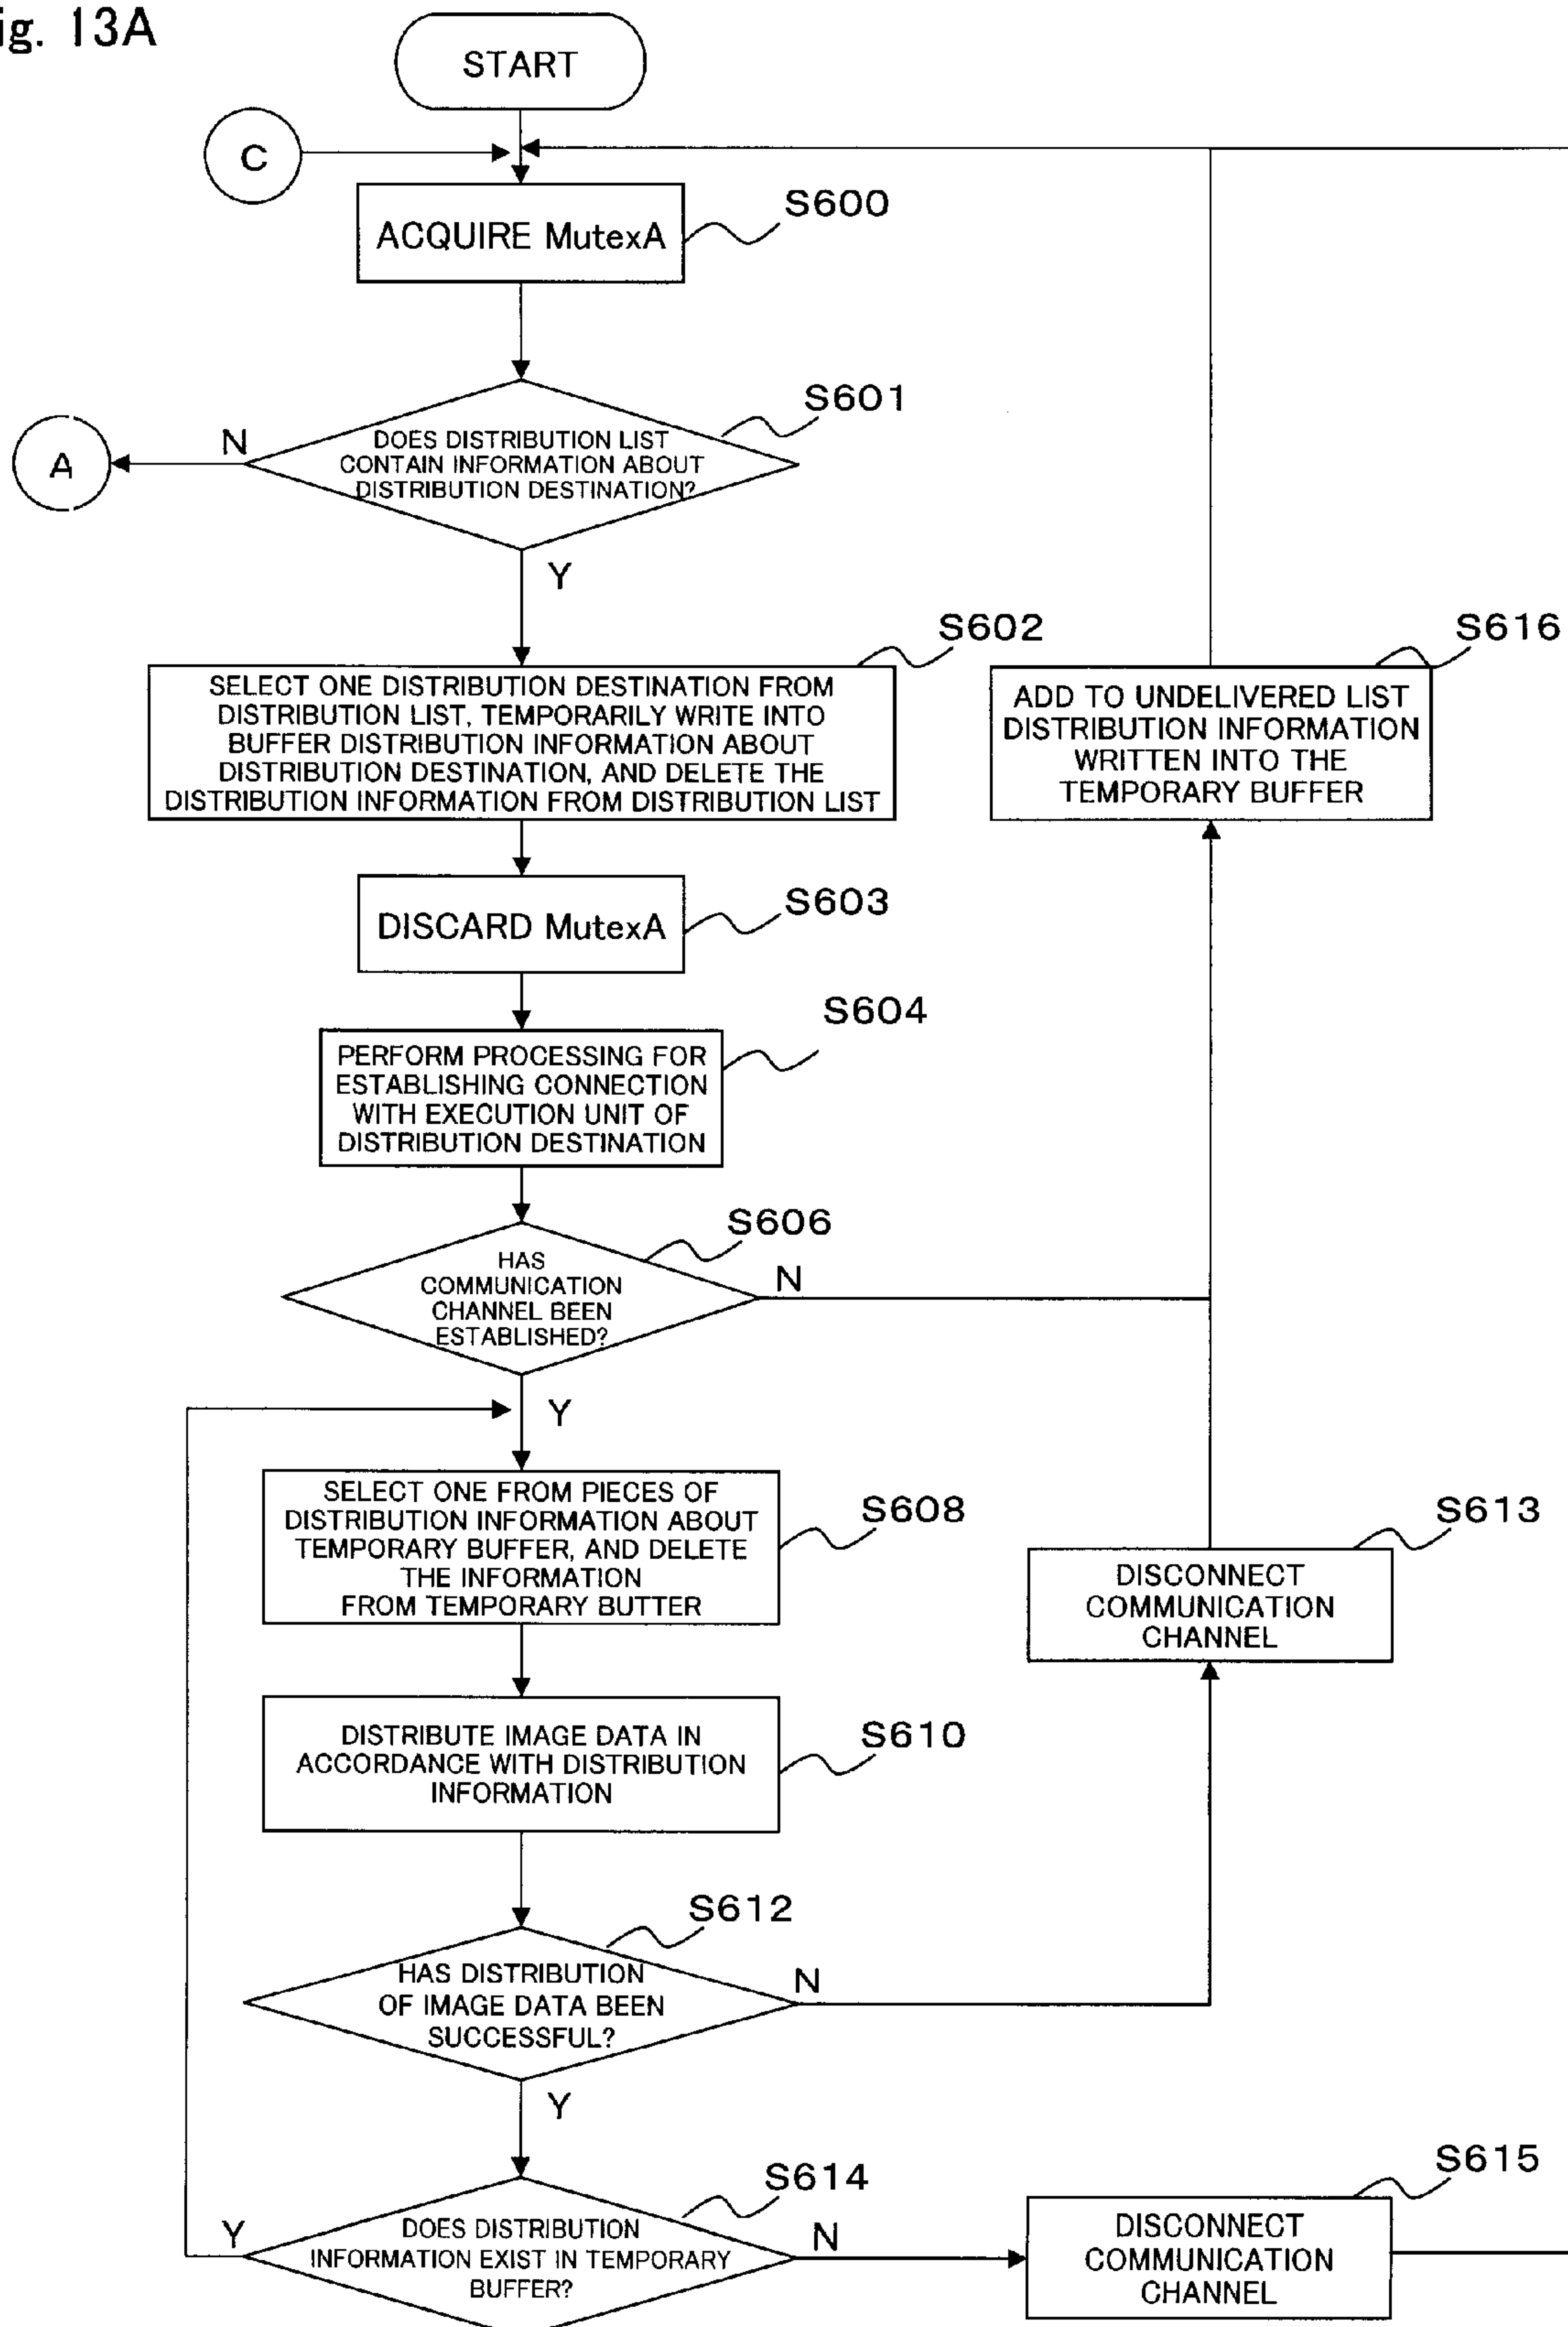 ig. 13A
START
C
S600
ACQUIRE MutexA
S601
N
DOES DISTRIBUTION LIST
CONTAIN INFORMATION ABOUT
DISTRIBUTION DESTINATION?
A
Y
S602
SELECT ONE DISTRIBUTION DESTINATION FROM
DISTRIBUTION LIST, TEMPORARILY WRITE INTO
BUFFER DISTRIBUTION INFORMATION ABOUT
DISTRIBUTION DESTINATION, AND DELETE THE
DISTRIBUTION INFORMATION FROM DISTRIBUTION LIST
S616
ADD TO UNDELIVERED LIST
DISTRIBUTION INFORMATION
WRITTEN INTO THE
TEMPORARY BUFFER
S603
DISCARD MutexA
S604
PERFORM PROCESSING FOR
ESTABLISHING CONNECTION
WITH EXECUTION UNIT OF
DISTRIBUTION DESTINATION
S606
HAS
COMMUNICATION
CHANNEL BEEN
ESTABLISHED?
N
Y
S608
SELECT ONE FROM PIECES OF
DISTRIBUTION INFORMATION ABOUT
TEMPORARY BUFFER, AND DELETE
THE INFORMATION
FROM TEMPORARY BUTTER
S613
DISCONNECT
COMMUNICATION
CHANNEL
S610
DISTRIBUTE IMAGE DATA IN
ACCORDANCE WITH DISTRIBUTION
INFORMATION
S612
HAS DISTRIBUTION
OF IMAGE DATA BEEN
SUCCESSFUL?
N
Y
S614
Y
DOES DISTRIBUTION
INFORMATION EXIST IN TEMPORARY
BUFFER?
N
S615
DISCONNECT
COMMUNICATION
CHANNEL